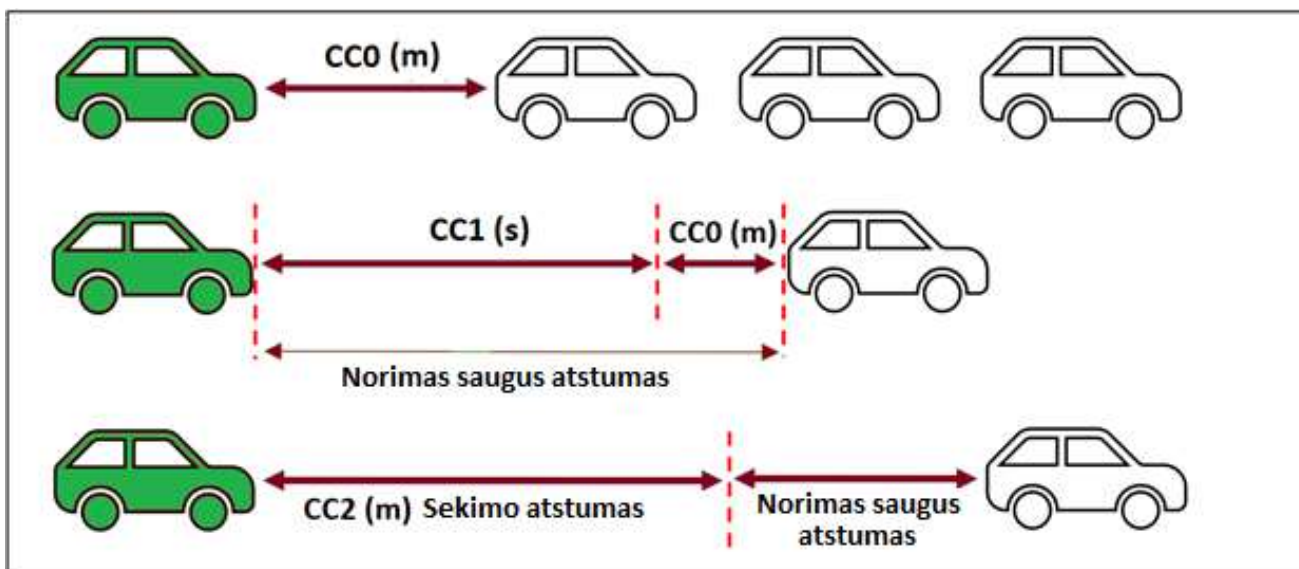 CC0 (m)
CC1 (s)
CC0 (m)
Norimas saugus atstumas
CC2 (m) Sekimo atstumas
Norimas saugus
atstumas